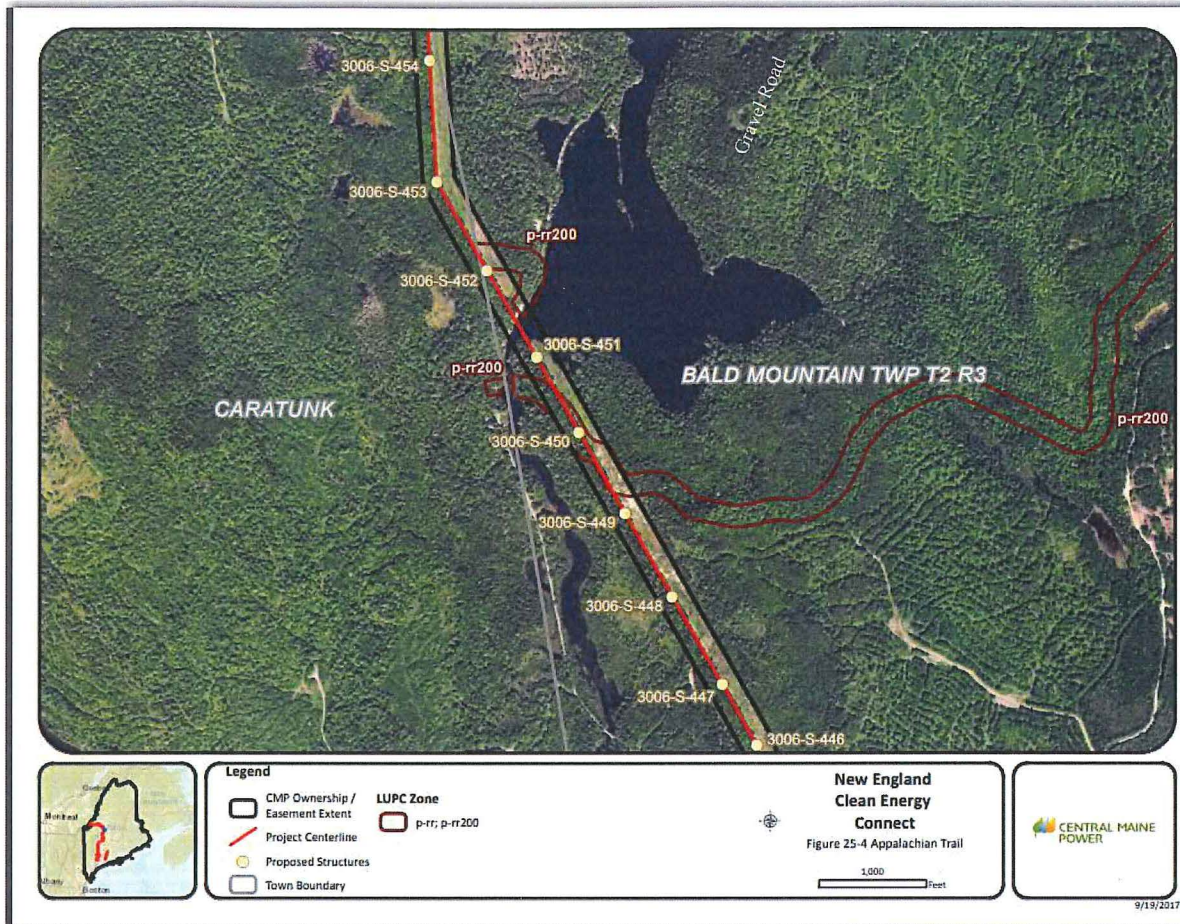 3006-S-454
Gravel Road
3006-S-453
p-rr200
3006-S-452
3006-S-451
p-rr200
BALD MOUNTAIN TWP T2 R3
CARATUNK
p-rr200
3006-S-450
3006-S-449
3006-S-448
3006-S-447
3006-S-446
Montreal
Boston
Legend
CMP Ownership /
Easement Extent
Project Centerline
Proposed Structures
Town Boundary
LUPC Zone
p-rr; p-rr200
New England
Clean Energy
Connect
Figure 25-4 Appalachian Trail
1,000
Feet
CENTRAL MAINE
POWER
9/19/2017